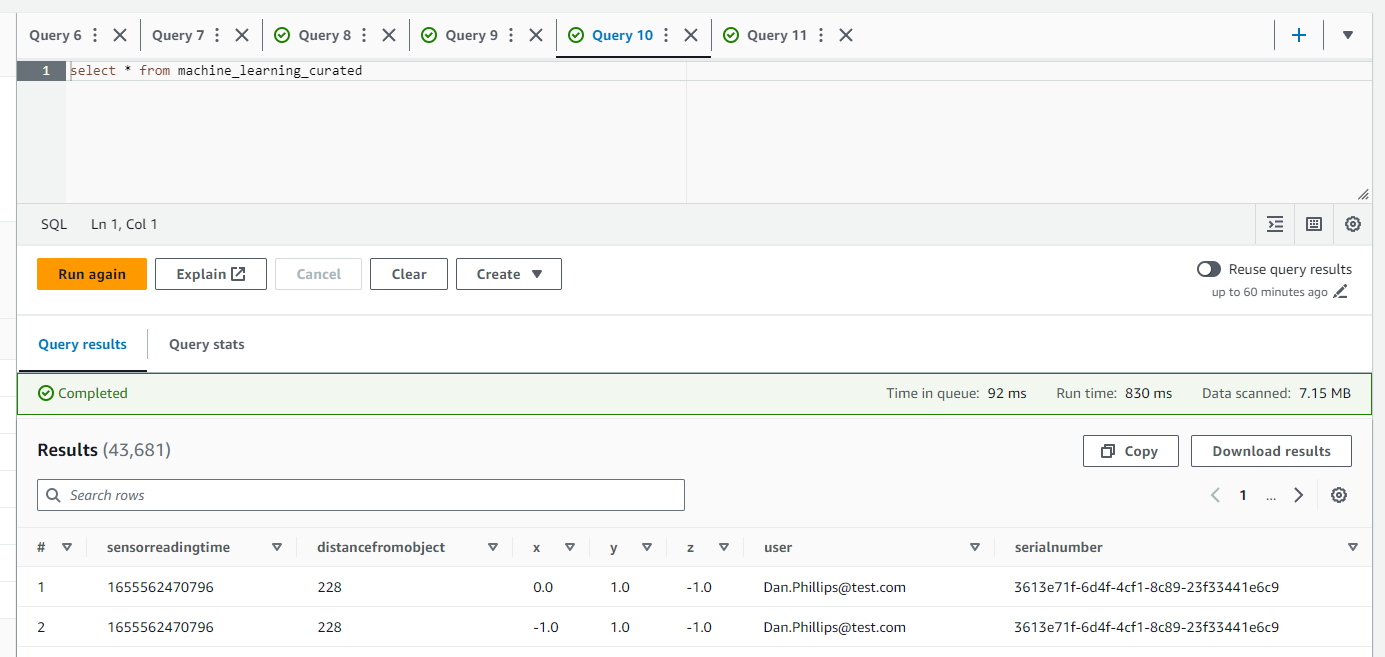 Query 6 Query 7 Query 8 Query 9 Query 10 Query 11
1 select * from machine_learning_curated
SQL Ln 1, Col 1
Run again Explain Cancel Clear Create Reuse query results
up to 60 minutes ago
Query results Query stats
Completed Time in queue: 92 ms Run time: 830 ms Data scanned: 7.15 MB
Results (43,681) Copy Download results
Search rows 1 ...
# sensorreadingtime distancefromobject x y z user serialnumber
1 1655562470796 228 0.0 1.0 -1.0 Dan.Phillips@test.com 3613e71f-6d4f-4cf1-8c89-23f33441e6c9
2 1655562470796 228 -1.0 1.0 -1.0 Dan.Phillips@test.com 3613e71f-6d4f-4cf1-8c89-23f33441e6c9